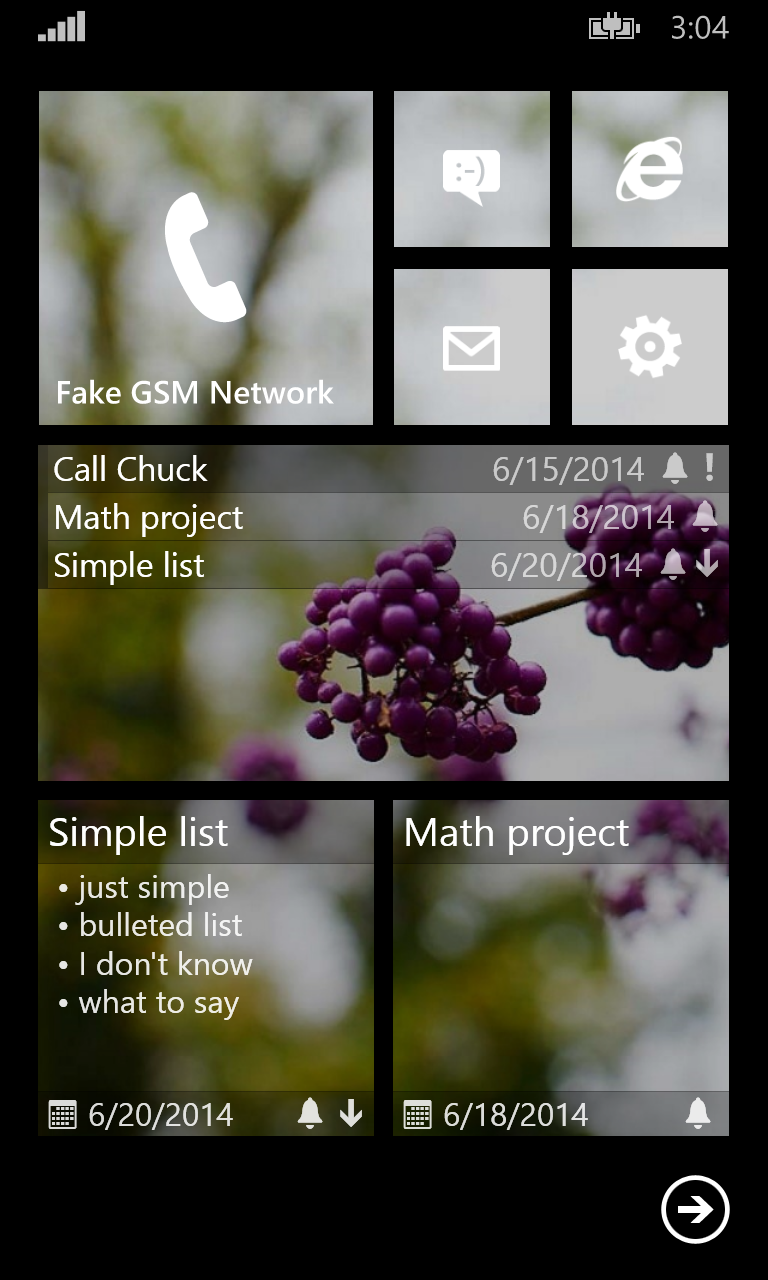 3:04
Fake GSM Network
Call Chuck 6/15/2014 !
Math project 6/18/2014
Simple list 6/20/2014
Simple list
• just simple
• bulleted list
• I don't know
• what to say
6/20/2014
Math project
6/18/2014